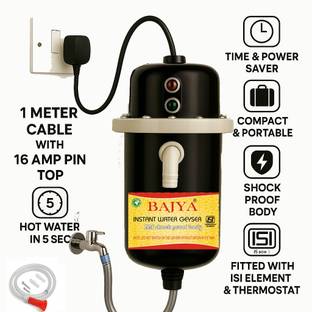 TIME & POWER
SAVER
1 METER
CABLE
WITH
16 AMP PIN
TOP
COMPACT
& PORTABLE
5
HOT WATER
IN 5 SEC
SHOCK
PROOF
BODY
BAJYA
INSTANT WATER GEYSER
ISI
FITTED WITH
ISI ELEMENT
& THERMOSTAT